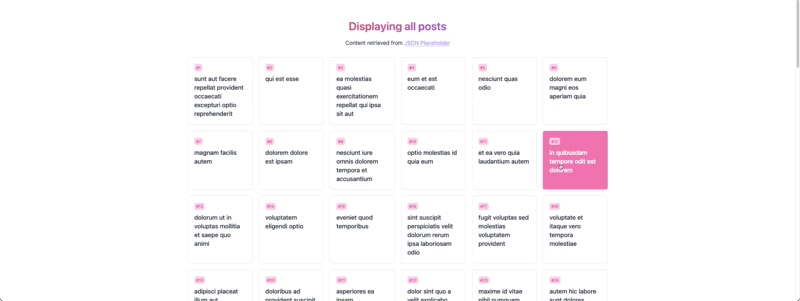 Displaying all posts
Content retrieved from JSON Placeholder
#1
sunt aut facere
repellat provident
occaecati
excepturi optio
reprehenderit
#2
qui est esse
#3
ea molestias
quasi
exercitationem
repellat qui ipsa
sit aut
#4
eum et est
occaecati
#5
nesciunt quas
odio
#6
dolorem eum
magni eos
aperiam quia
#7
magnam facilis
autem
#8
dolorem dolore
est ipsam
#9
nesciunt iure
omnis dolorem
tempora et
accusantium
#10
optio molestias id
quia eum
#11
et ea vero quia
laudantium autem
#12
in quibusdam
tempore odit est
dolorem
#13
dolorum ut in
voluptas mollitia
et saepe quo
animi
#14
voluptatem
eligendi optio
#15
eveniet quod
temporibus
#16
sint suscipit
perspiciatis velit
dolorum rerum
ipsa laboriosam
odio
#17
fugit voluptas sed
molestias
voluptatem
provident
#18
voluptate et
itaque vero
tempora
molestiae
#19
adipisci placeat
illum aut
#20
doloribus ad
provident suscipit
#21
asperiores ea
ipsam
#22
dolor sint quo a
velit explicabo
#23
maxime id vitae
nihil numquam
#24
autem hic labore
sunt dolores